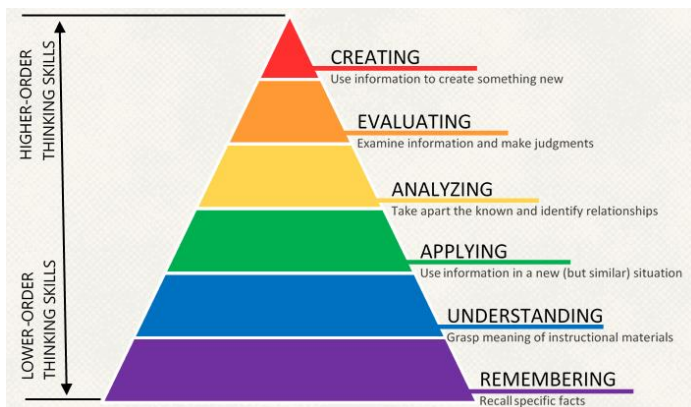 HIGHER-ORDER
THINKING SKILLS
LOWER-ORDER
THINKING SKILLS
CREATING
Use information to create something new
EVALUATING
Examine information and make judgments
ANALYZING
Take apart the known and identify relationships
APPLYING
Use information in a new (but similar) situation
UNDERSTANDING
Grasp meaning of instructional materials
REMEMBERING
Recall specific facts